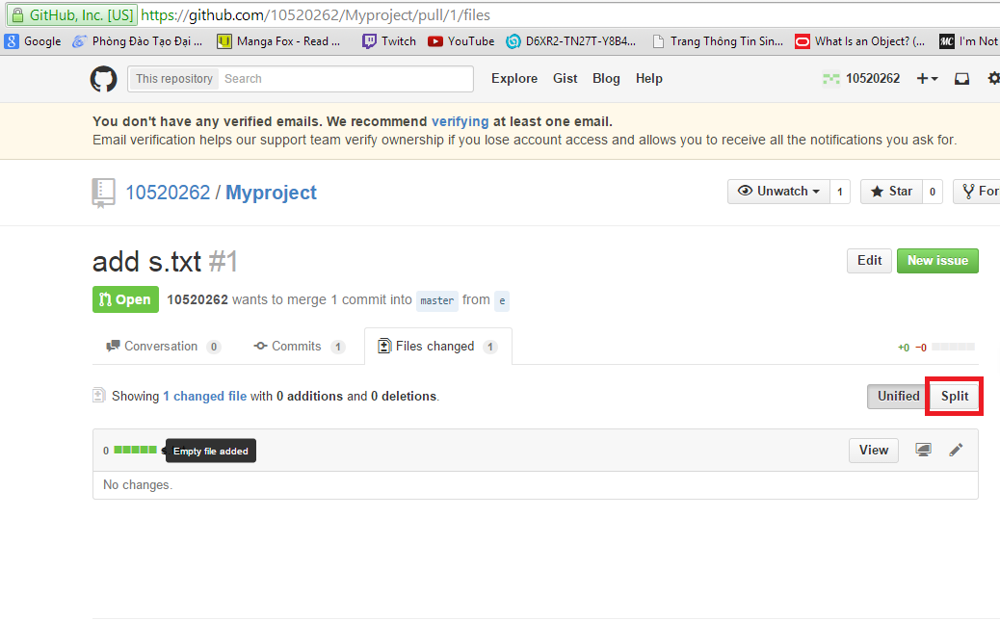 GitHub, Inc. [US] https://github.com/10520262/Myproject/pull/1/files
Google Phòng Đào Tạo Đại ... Manga Fox - Read ... Twitch YouTube D6XR2-TN27T-Y8B4... Trang Thông Tin Sin... What Is an Object? (... I'm Not
This repository Search Explore Gist Blog Help 10520262
You don't have any verified emails. We recommend verifying at least one email.
Email verification helps our support team verify ownership if you lose account access and allows you to receive all the notifications you ask for.
10520262 / Myproject Unwatch 1 Star 0 For
add s.txt #1 Edit New issue
Open 10520262 wants to merge 1 commit into master from e
Conversation 0 Commits 1 Files changed 1 +0 −0
Showing 1 changed file with 0 additions and 0 deletions. Unified Split
0 Empty file added View
No changes.